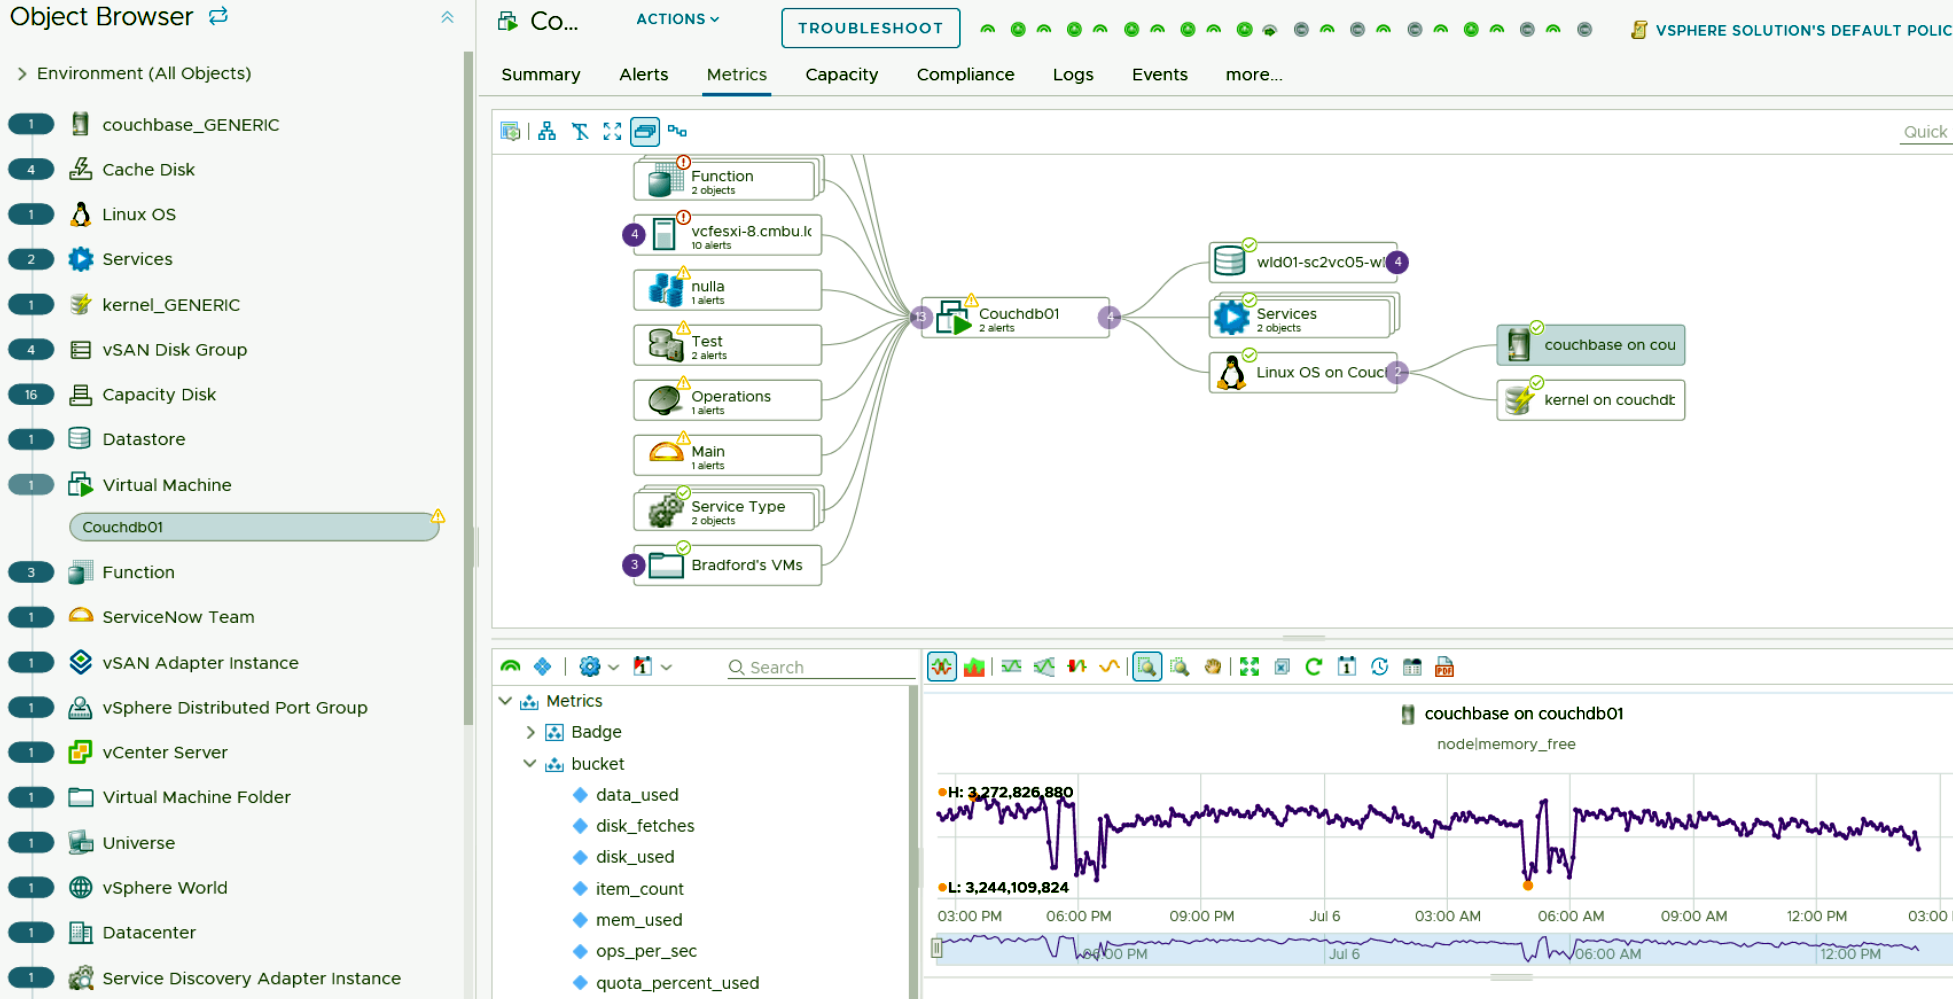 Object Browser
Environment (All Objects)
1 couchbase_GENERIC
4 Cache Disk
1 Linux OS
2 Services
1 kernel_GENERIC
4 vSAN Disk Group
16 Capacity Disk
1 Datastore
1 Virtual Machine
Couchdb01
3 Function
1 ServiceNow Team
1 vSAN Adapter Instance
1 vSphere Distributed Port Group
1 vCenter Server
1 Virtual Machine Folder
1 Universe
1 vSphere World
1 Datacenter
1 Service Discovery Adapter Instance
Co... ACTIONS TROUBLESHOOT VSPHERE SOLUTION'S DEFAULT POLIC
Summary Alerts Metrics Capacity Compliance Logs Events more...
Quick
Function
2 objects
4 vcfesxi-8.cmbu.lo
10 alerts
nulla
1 alerts
Test
2 alerts
Operations
1 alerts
Main
1 alerts
Service Type
2 objects
3 Bradford's VMs
13 Couchdb01 4
2 alerts
wld01-sc2vc05-wl 4
Services
2 objects
Linux OS on Couc 2
couchbase on cou
kernel on couchdb
Search
Metrics
Badge
bucket
data_used
disk_fetches
disk_used
item_count
mem_used
ops_per_sec
quota_percent_used
PDF
couchbase on couchdb01
node|memory_free
H: 3,272,826,880
L: 3,244,109,824
03:00 PM 06:00 PM 09:00 PM Jul 6 03:00 AM 06:00 AM 09:00 AM 12:00 PM 03:00
06:00 PM Jul 6 06:00 AM 12:00 PM